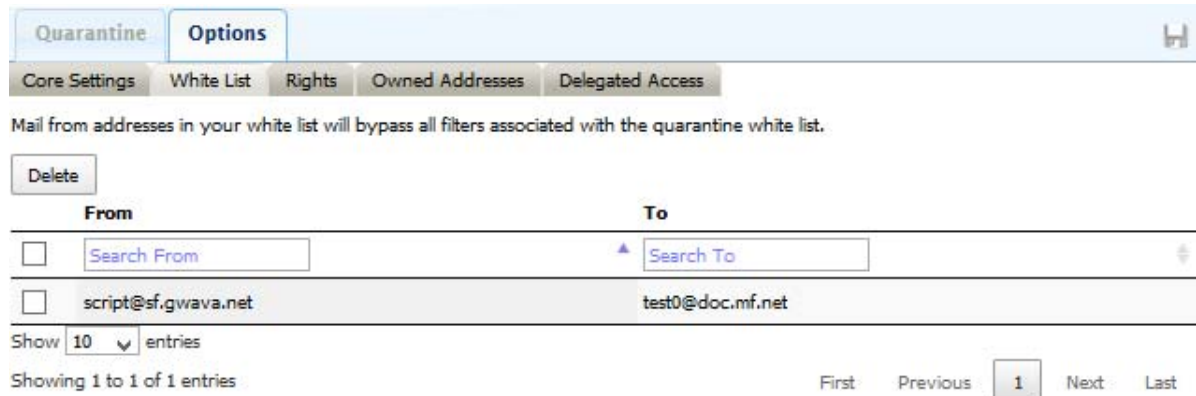 Quarantine Options
Core Settings White List Rights Owned Addresses Delegated Access
Mail from addresses in your white list will bypass all filters associated with the quarantine white list.
Delete
From To
Search From Search To
script@sf.gwava.net test0@doc.mf.net
Show 10 entries
Showing 1 to 1 of 1 entries First Previous 1 Next Last